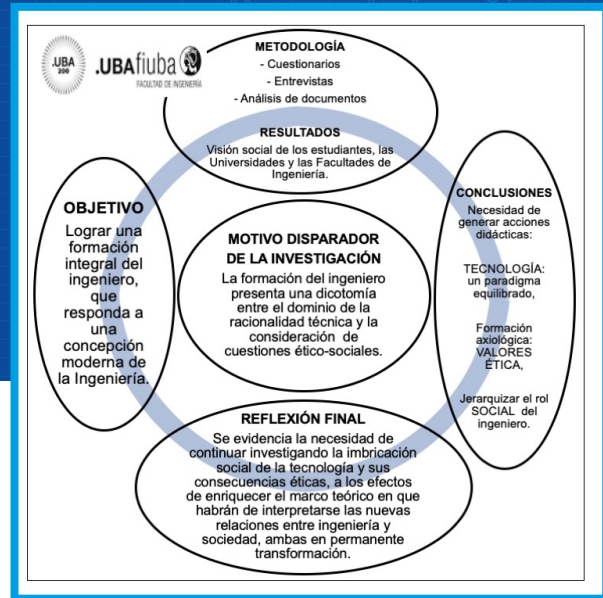 .UBA
200
.UBAfiuba
FACULTAD DE INGENIERÍA
METODOLOGÍA
- Cuestionarios
- Entrevistas
- Análisis de documentos
RESULTADOS
Visión social de los estudiantes, las
Universidades y las Facultades de
Ingeniería.
OBJETIVO
Lograr una
formación
integral del
ingeniero,
que
responda a
una
concepción
moderna de
la Ingeniería.
MOTIVO DISPARADOR
DE LA INVESTIGACIÓN
La formación del ingeniero
presenta una dicotomía
entre el dominio de la
racionalidad técnica y la
consideración de
cuestiones ético-sociales.
CONCLUSIONES
Necesidad de
generar acciones
didácticas:
TECNOLOGÍA:
un paradigma
equilibrado,
Formación
axiológica:
VALORES
ÉTICA,
Jerarquizar el rol
SOCIAL del
ingeniero.
REFLEXIÓN FINAL
Se evidencia la necesidad de
continuar investigando la imbricación
social de la tecnología y sus
consecuencias éticas, a los efectos
de enriquecer el marco teórico en que
habrán de interpretarse las nuevas
relaciones entre ingeniería y
sociedad, ambas en permanente
transformación.